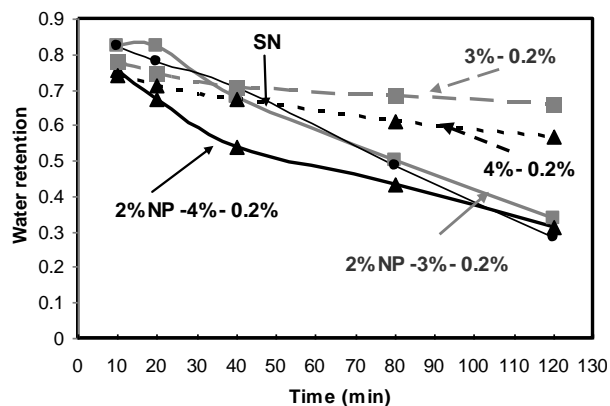 0.9
0.8
0.7
0.6
0.5
0.4
0.3
0.2
0.1
0
Water retention
SN
3%- 0.2%
4%- 0.2%
2%NP -4%- 0.2%
2%NP -3%- 0.2%
0 10 20 30 40 50 60 70 80 90 100 110 120 130
Time (min)